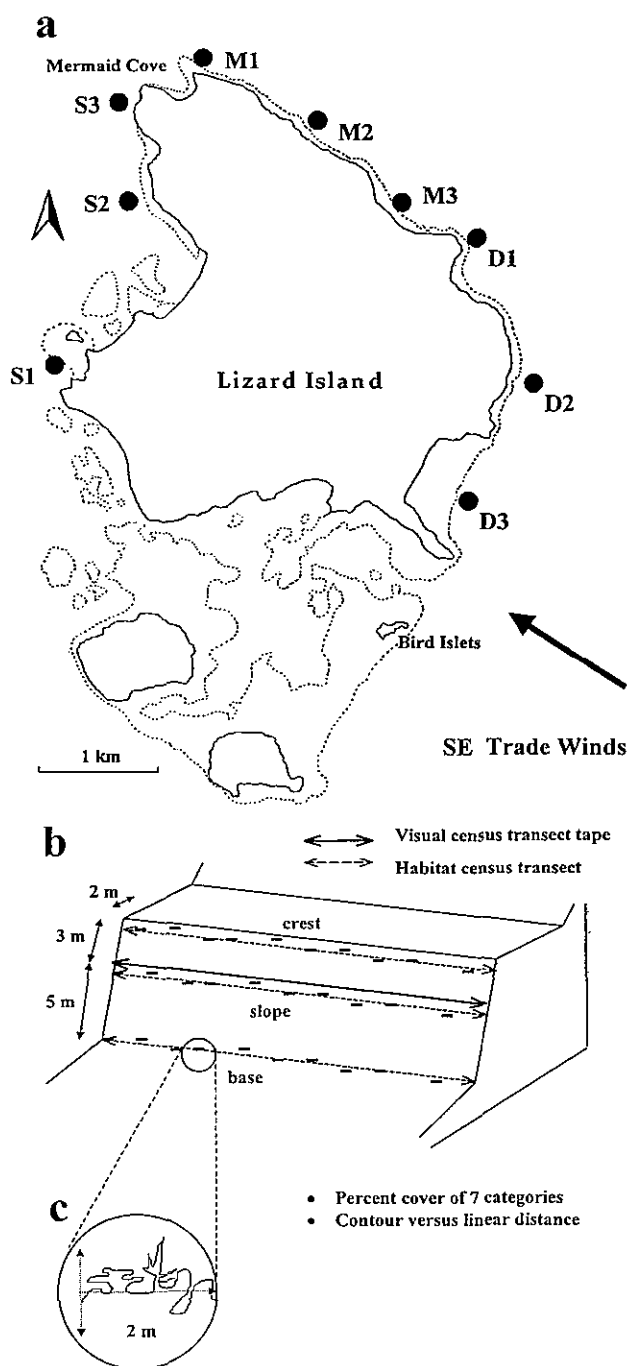 a
Mermaid Cove
M1
S3
M2
S2
M3
D1
S1
Lizard Island
D2
D3
Bird Islets
1 km
SE Trade Winds
b
Visual census transect tape
Habitat census transect
2 m
crest
3 m
5 m
slope
base
• Percent cover of 7 categories
• Contour versus linear distance
c
2 m